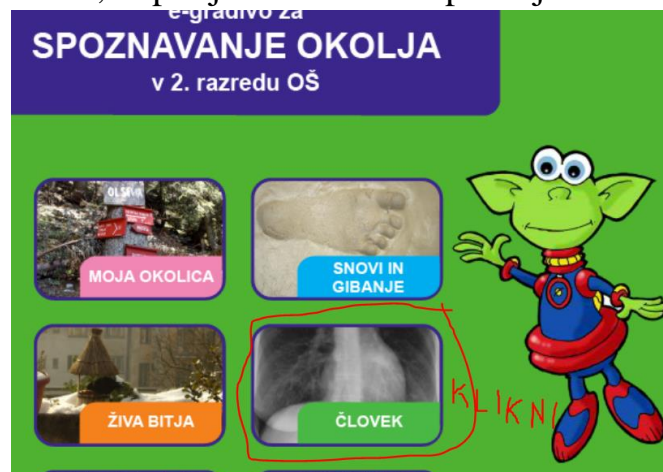 e-gradivo za
SPOZNAVANJE OKOLJA
v 2. razredu OŠ
MOJA OKOLICA
SNOVI IN
GIBANJE
ŽIVA BITJA
ČLOVEK
KLIKNI